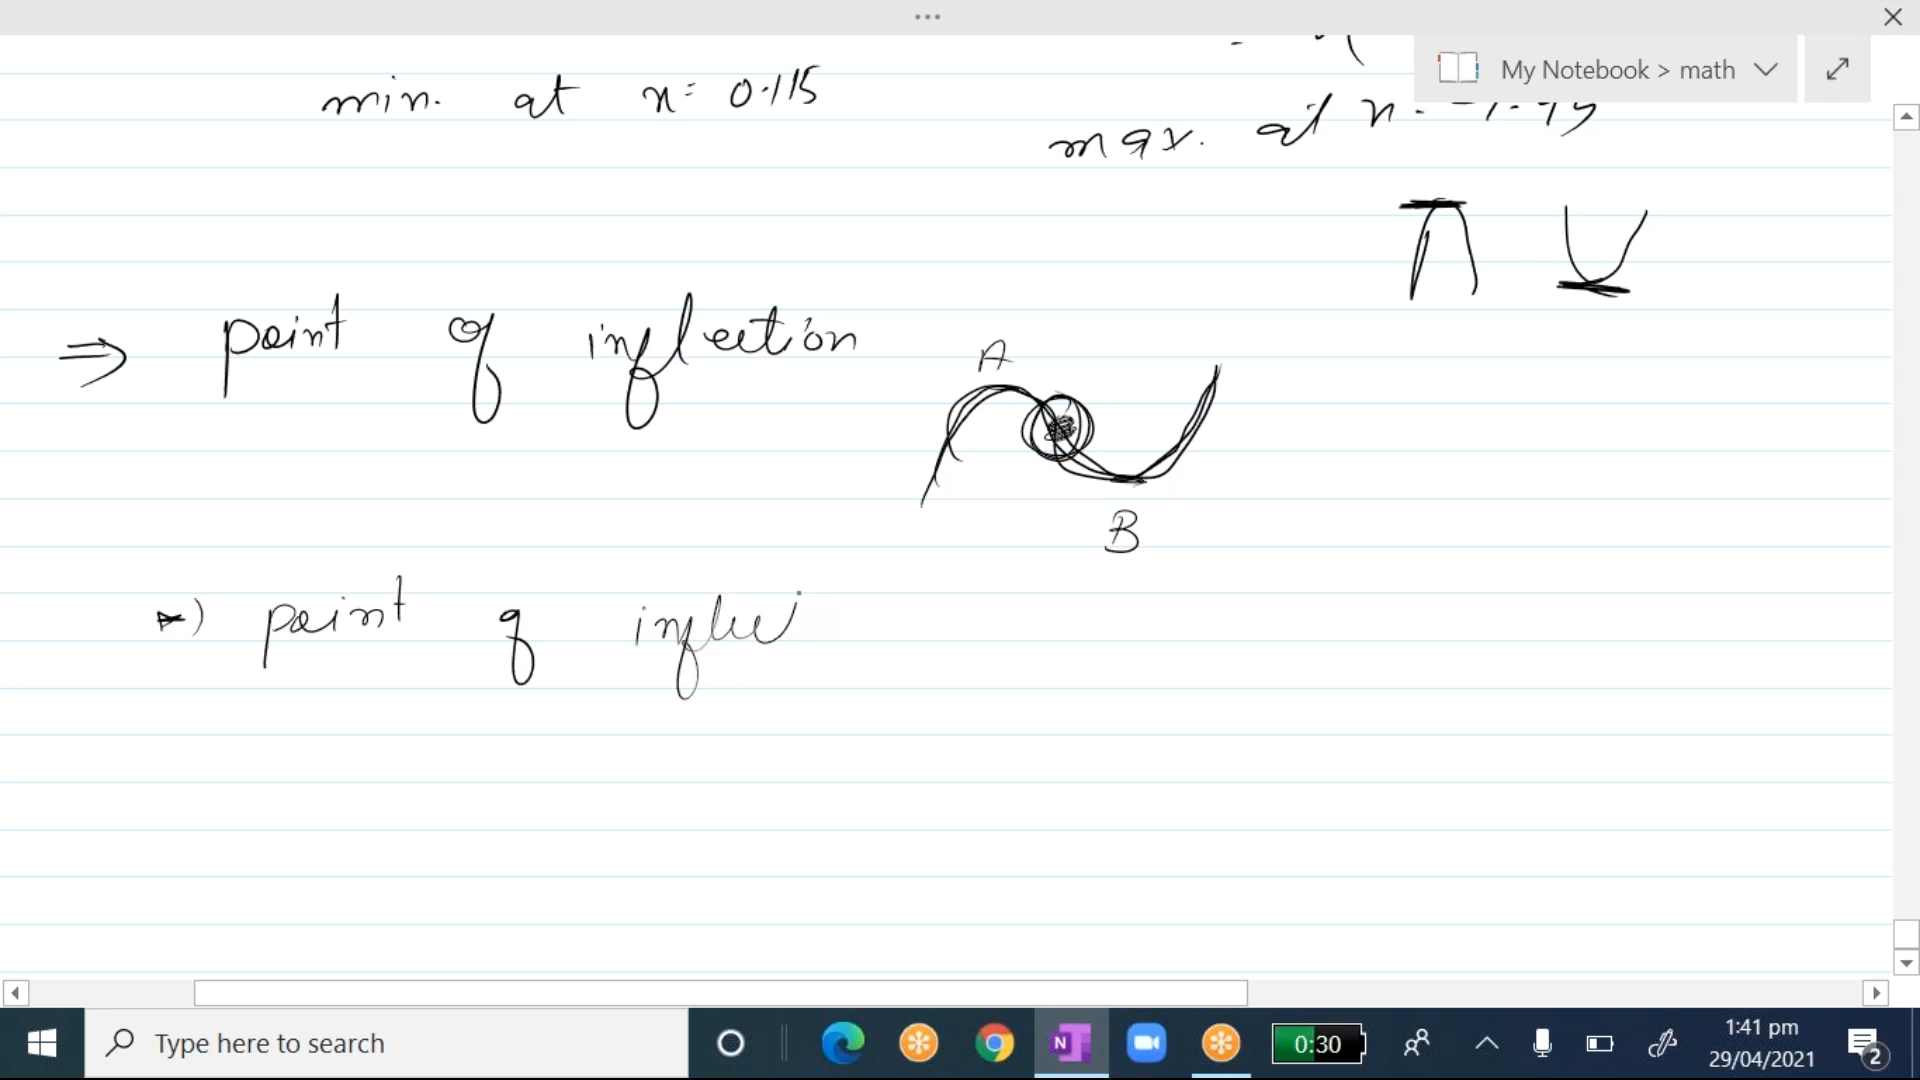 My Notebook > math
min. at x = 0.115
max. at x =
⇒ point of inflection
A
B
*) point of inflec
Type here to search
N
0:30
1:41 pm
29/04/2021
2